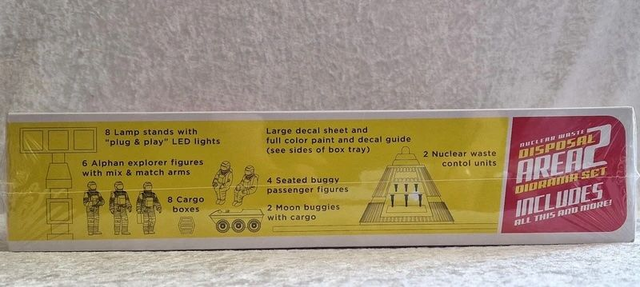 8 Lamp stands with
"plug & play" LED lights
6 Alphan explorer figures
with mix & match arms
8 Cargo
boxes
Large decal sheet and
full color paint and decal guide
(see sides of box tray)
4 Seated buggy
passenger figures
2 Moon buggies
with cargo
2 Nuclear waste
contol units
NUCLEAR WASTE
DISPOSAL
AREA 2
DIORAMA SET
INCLUDES
ALL THIS AND MORE!